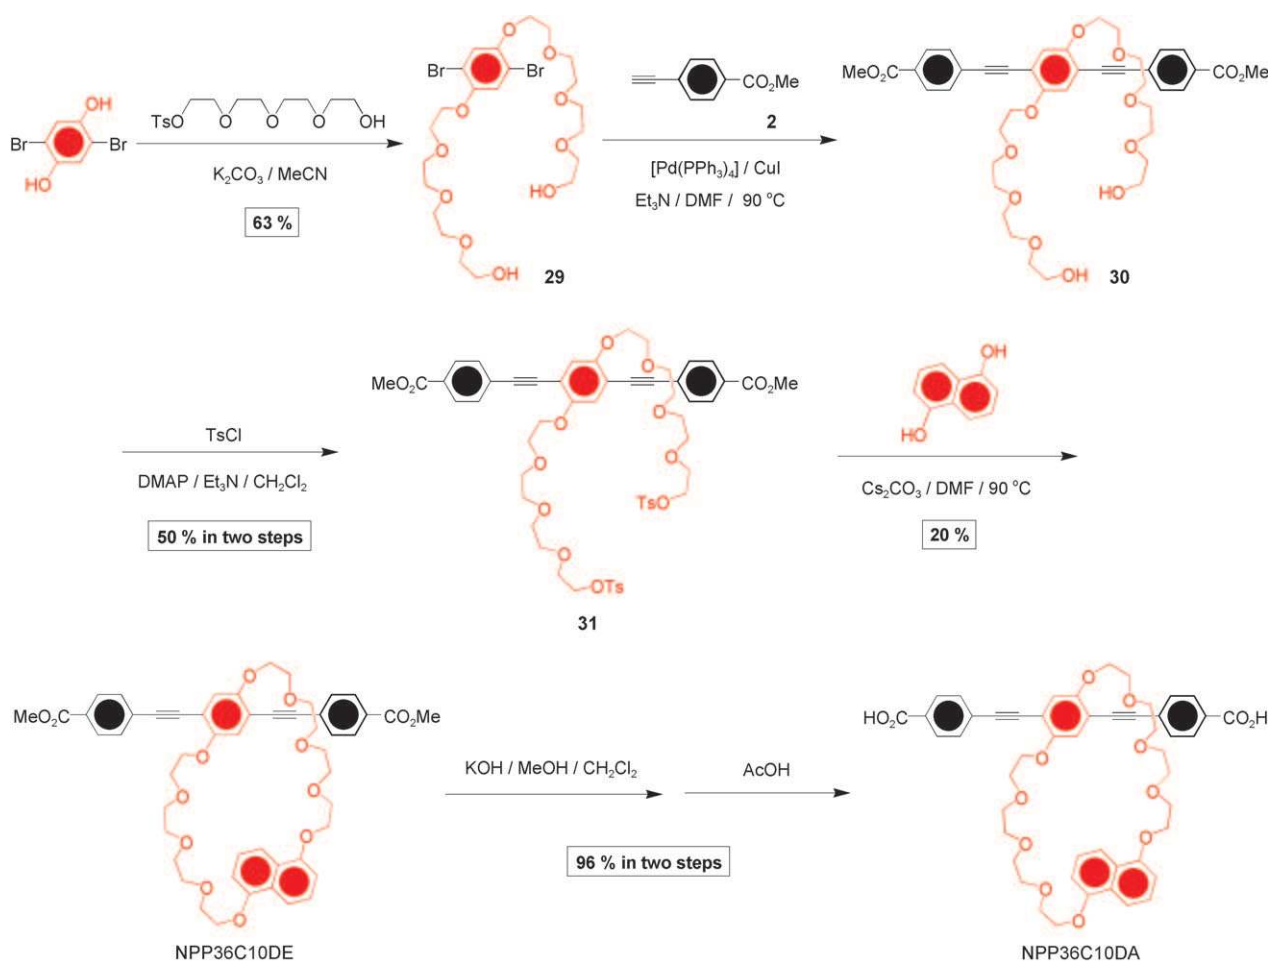 Br
OH
HO
Br
TsO
O
O
O
OH
K₂CO₃ / MeCN
63 %
Br
Br
O
O
O
O
HO
O
O
O
O
OH
29
CO₂Me
2
[Pd(PPh₃)₄] / CuI
Et₃N / DMF / 90 °C
MeO₂C
CO₂Me
O
O
O
O
HO
O
O
O
O
OH
30
TsCl
DMAP / Et₃N / CH₂Cl₂
50 % in two steps
MeO₂C
CO₂Me
O
O
O
O
TsO
O
O
O
O
OTs
31
OH
HO
Cs₂CO₃ / DMF / 90 °C
20 %
MeO₂C
CO₂Me
O
O
O
O
O
O
O
O
O
O
NPP36C10DE
KOH / MeOH / CH₂Cl₂
AcOH
96 % in two steps
HO₂C
CO₂H
O
O
O
O
O
O
O
O
O
O
NPP36C10DA